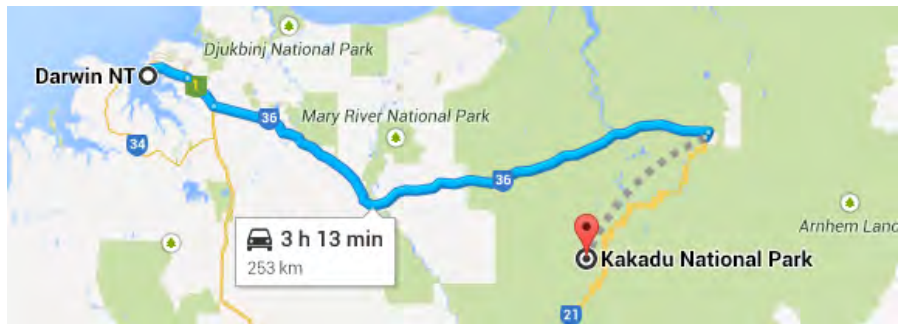 Djukbinj National Park
Darwin NT
1
36
Mary River National Park
34
36
3 h 13 min
253 km
Arnhem Land
Kakadu National Park
21